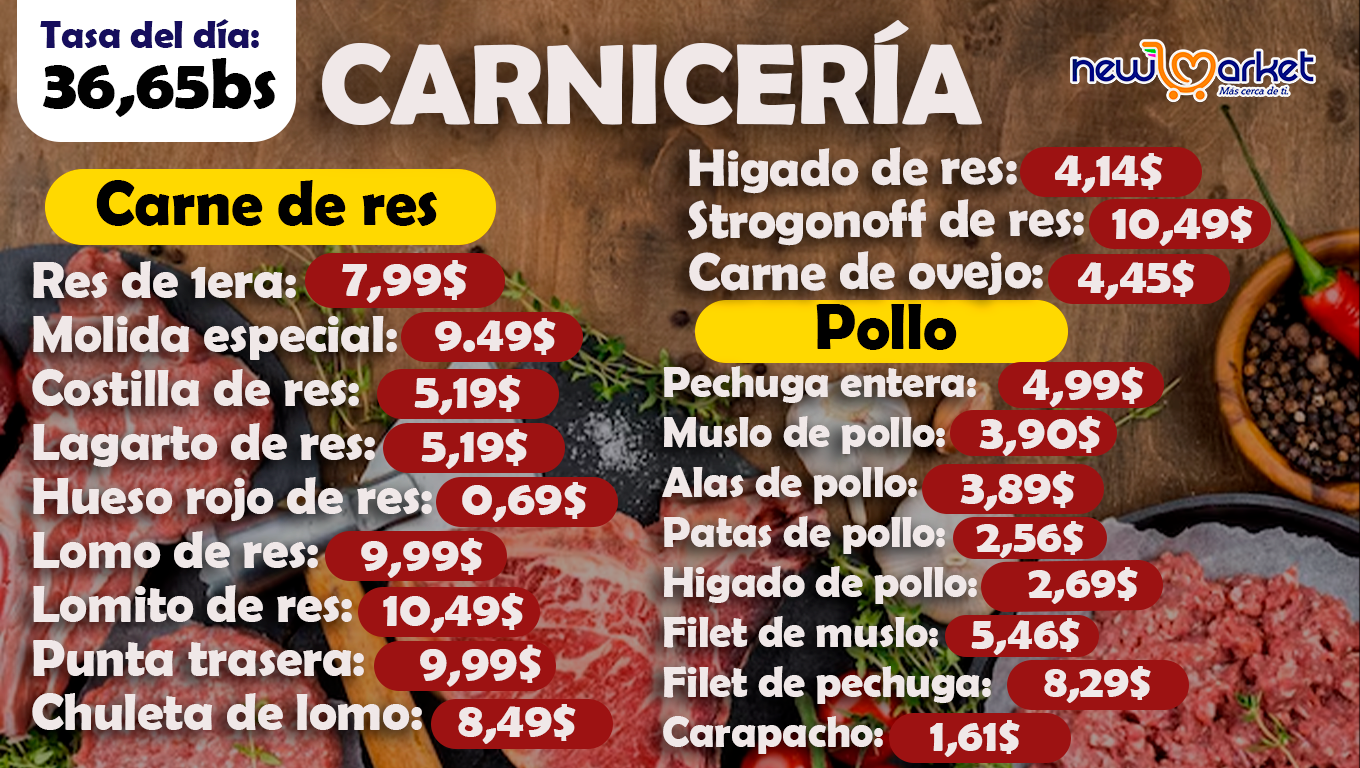 Tasa del día:
36,65bs
CARNICERÍA
new market
Más cerca de ti.
Carne de res
Res de 1era: 7,99$
Molida especial: 9.49$
Costilla de res: 5,19$
Lagarto de res: 5,19$
Hueso rojo de res: 0,69$
Lomo de res: 9,99$
Lomito de res: 10,49$
Punta trasera: 9,99$
Chuleta de lomo: 8,49$
Higado de res: 4,14$
Strogonoff de res: 10,49$
Carne de ovejo: 4,45$
Pollo
Pechuga entera: 4,99$
Muslo de pollo: 3,90$
Alas de pollo: 3,89$
Patas de pollo: 2,56$
Higado de pollo: 2,69$
Filet de muslo: 5,46$
Filet de pechuga: 8,29$
Carapacho: 1,61$